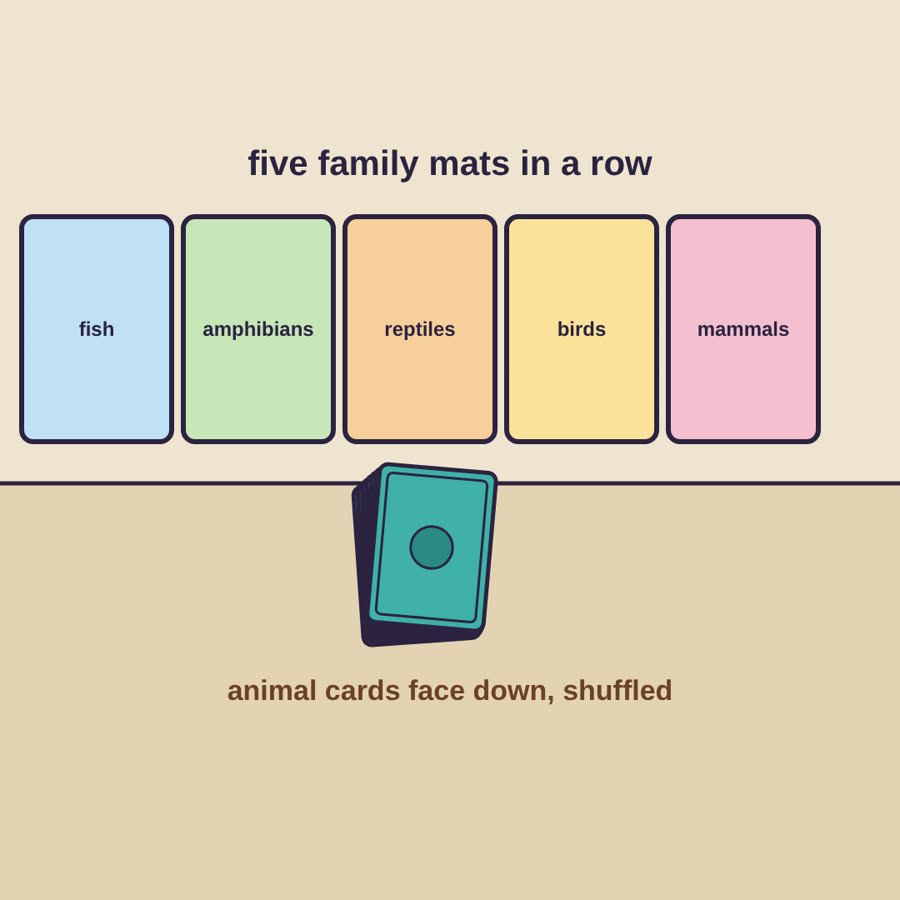 five family mats in a row
fish
amphibians
reptiles
birds
mammals
animal cards face down, shuffled